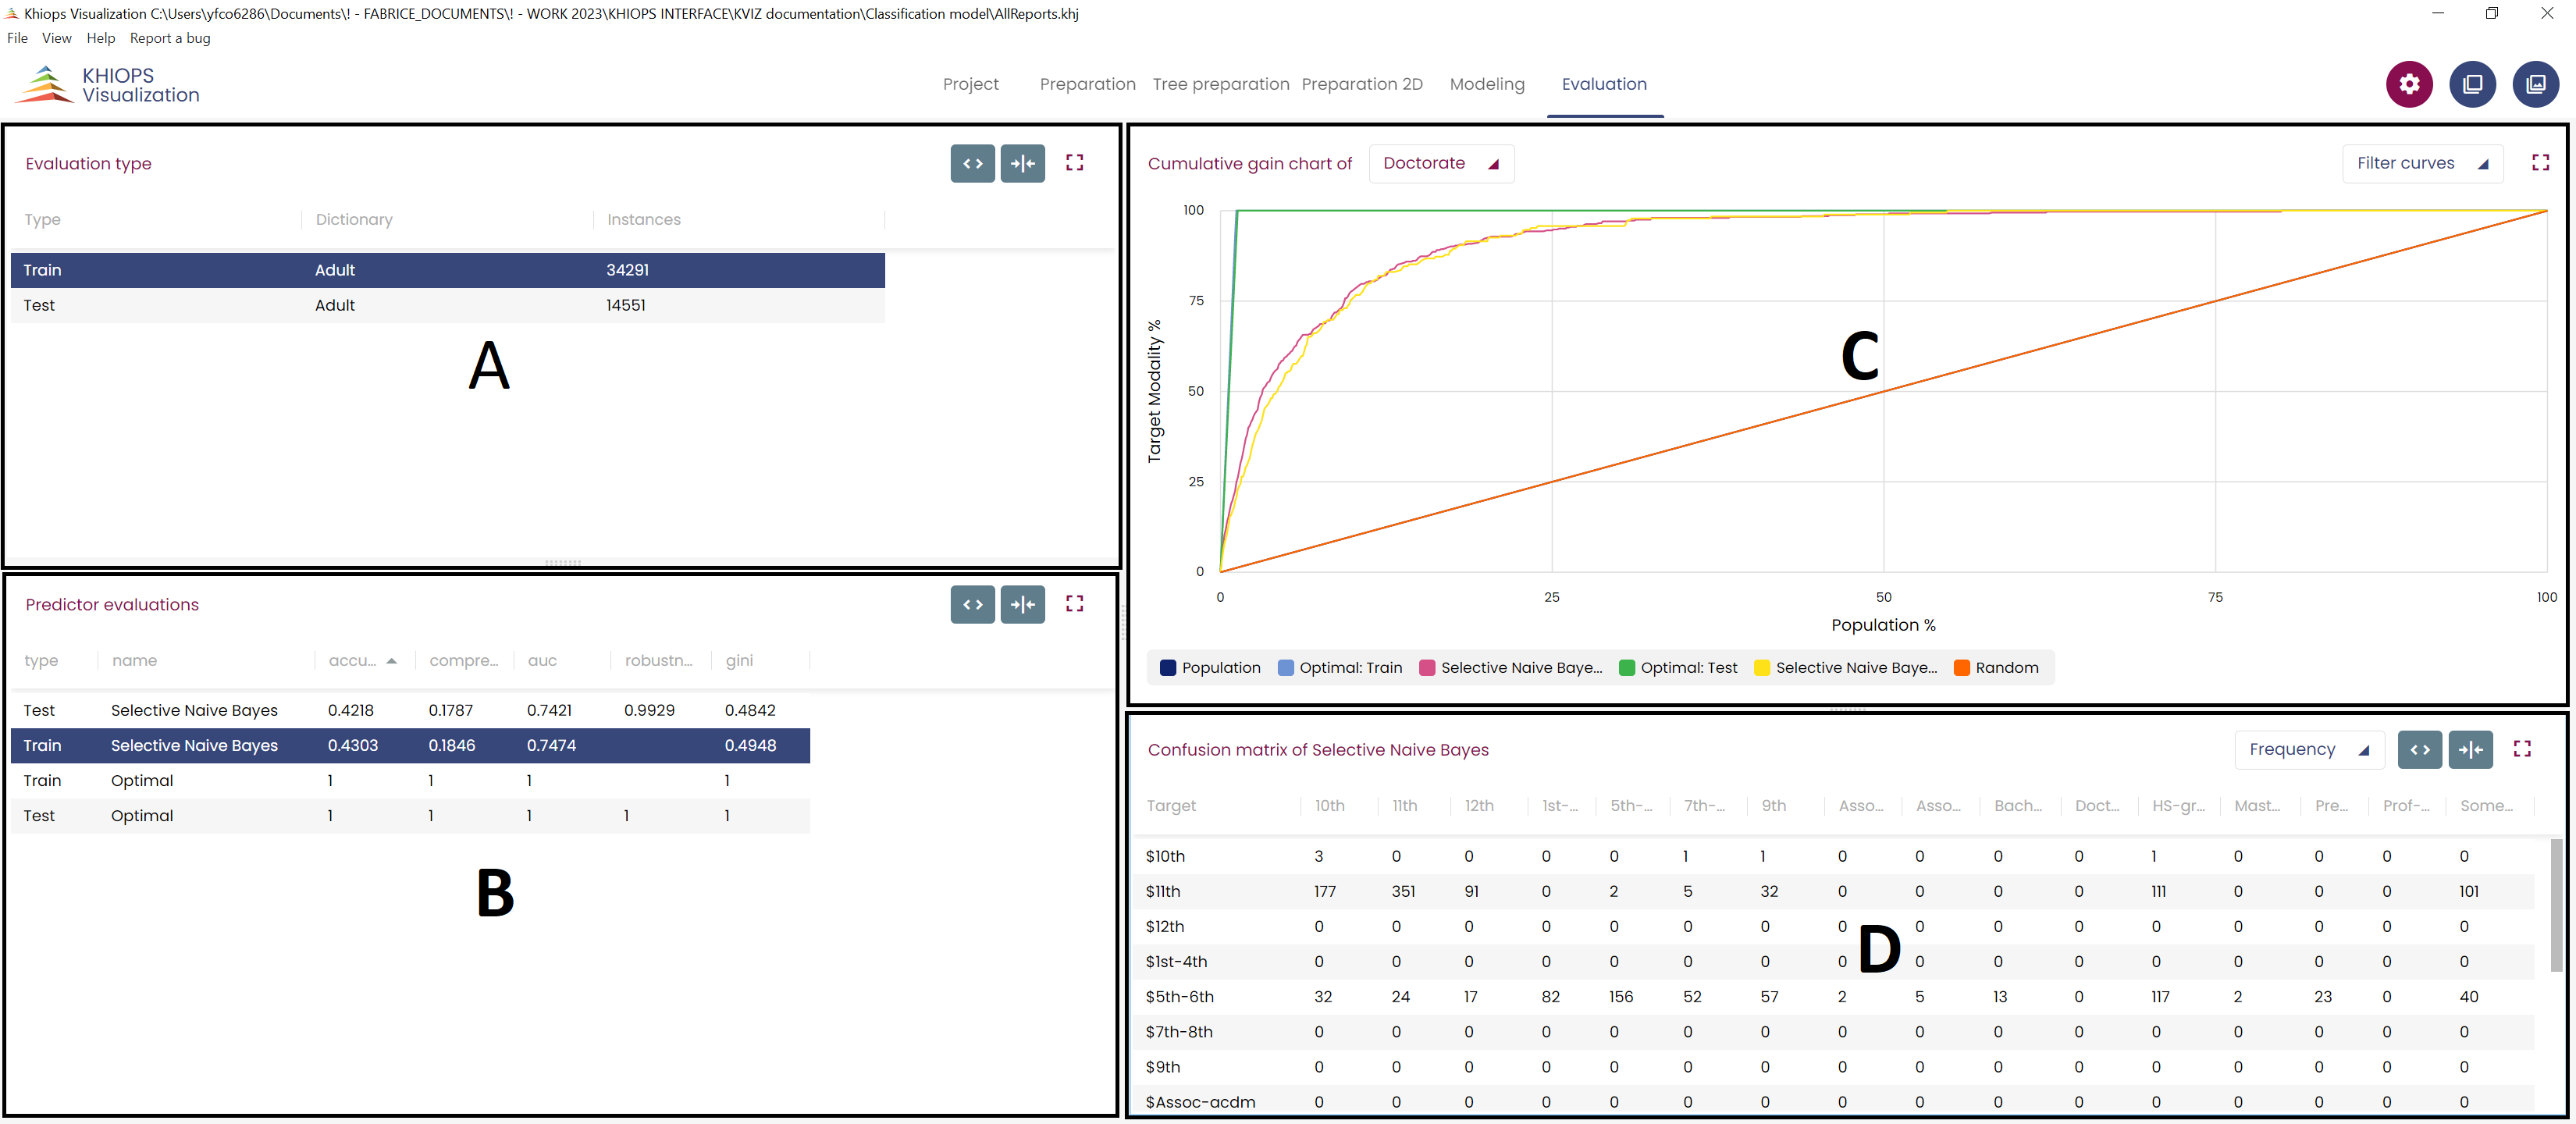 Khiops Visualization C:\Users\yfco6286\Documents\! - FABRICE_DOCUMENTS\! - WORK 2023\KHIOPS INTERFACE\KVIZ documentation\Classification model\AllReports.khj
File View Help Report a bug
KHIOPS
Visualization
Project Preparation Tree preparation Preparation 2D Modeling Evaluation
Evaluation type
Type Dictionary Instances
Train Adult 34291
Test Adult 14551
A
Predictor evaluations
type name accu... compre... auc robustn... gini
Test Selective Naive Bayes 0.4218 0.1787 0.7421 0.9929 0.4842
Train Selective Naive Bayes 0.4303 0.1846 0.7474 0.4948
Train Optimal 1 1 1 1
Test Optimal 1 1 1 1 1
B
Cumulative gain chart of Doctorate Filter curves
100
75
50
25
0
Target Modality %
C
0 25 50 75 100
Population %
Population Optimal: Train Selective Naive Baye... Optimal: Test Selective Naive Baye... Random
Confusion matrix of Selective Naive Bayes Frequency
Target 10th 11th 12th 1st-... 5th-... 7th-... 9th Asso... Asso... Bach... Doct... HS-gr... Mast... Pre... Prof-... Some...
$10th 3 0 0 0 0 1 1 0 0 0 0 1 0 0 0 0
$11th 177 351 91 0 2 5 32 0 0 0 0 111 0 0 0 101
$12th 0 0 0 0 0 0 0 0 0 0 0 0 0 0 0 0
D
$1st-4th 0 0 0 0 0 0 0 0 0 0 0 0 0 0 0 0
$5th-6th 32 24 17 82 156 52 57 2 5 13 0 117 2 23 0 40
$7th-8th 0 0 0 0 0 0 0 0 0 0 0 0 0 0 0 0
$9th 0 0 0 0 0 0 0 0 0 0 0 0 0 0 0 0
$Assoc-acdm 0 0 0 0 0 0 0 0 0 0 0 0 0 0 0 0